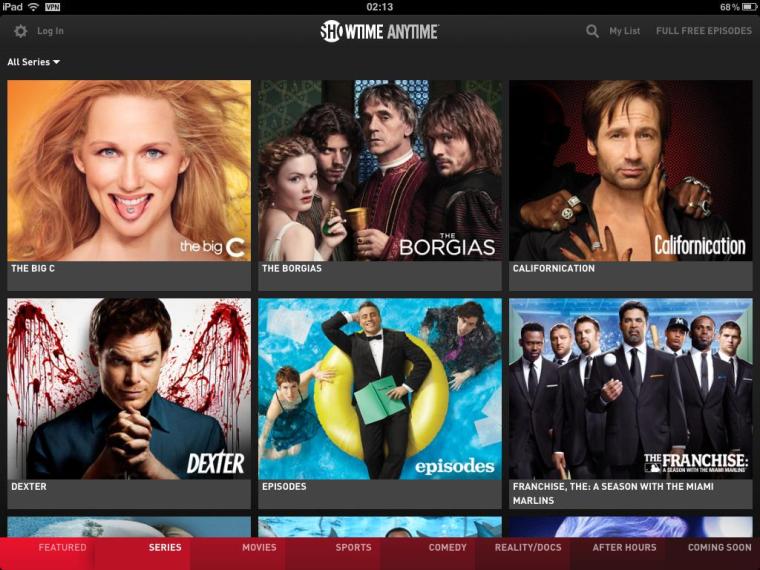 iPad VPN 02:13 68%
Log In SHOWTIME ANYTIME My List FULL FREE EPISODES
All Series
the big C
THE BORGIAS
Californication
THE BIG C THE BORGIAS CALIFORNICATION
DEXTER
episodes
THE FRANCHISE:
A SEASON WITH THE MIAMI MARLINS
DEXTER EPISODES FRANCHISE, THE: A SEASON WITH THE MIAMI
MARLINS
FEATURED SERIES MOVIES SPORTS COMEDY REALITY/DOCS AFTER HOURS COMING SOON